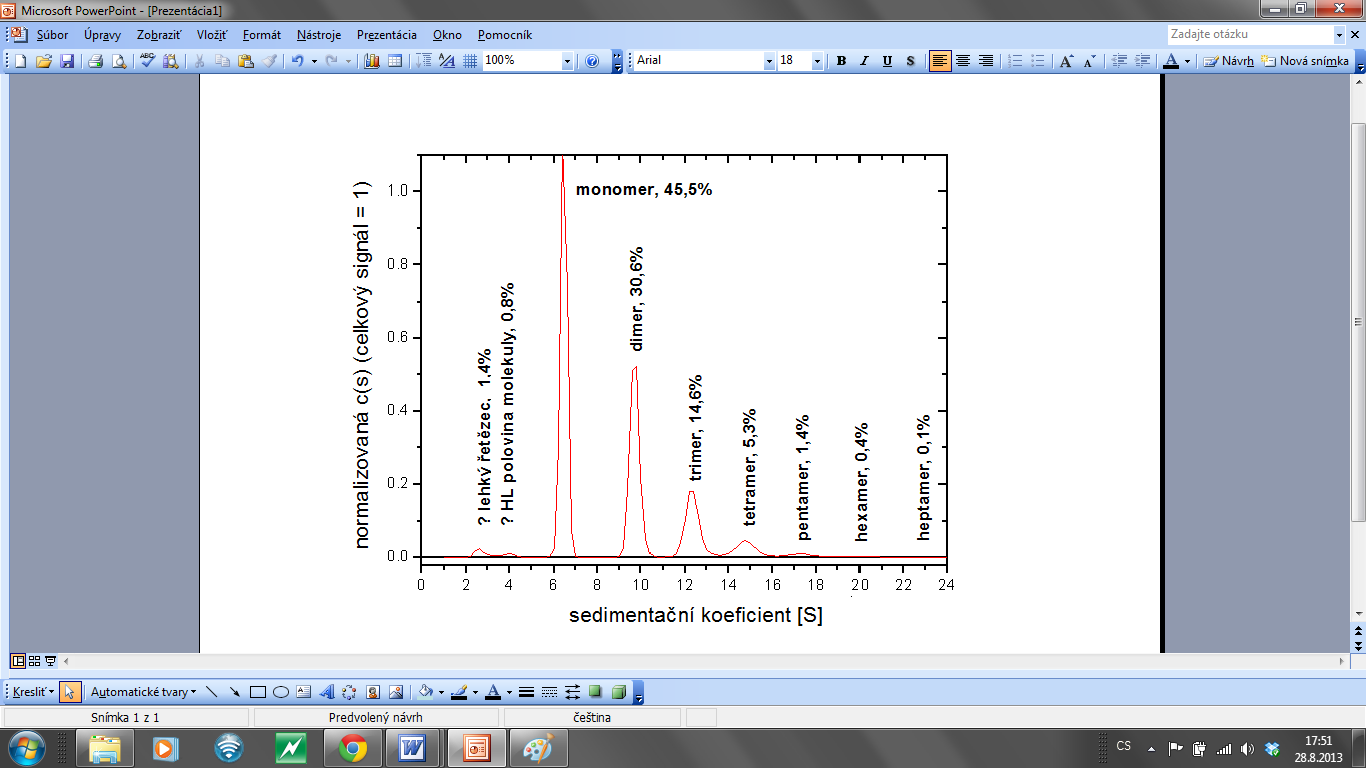 Microsoft PowerPoint - [Prezentácia1]
Súbor Úpravy Zobraziť Vložiť Formát Nástroje Prezentácia Okno Pomocník Zadajte otázku
100% Arial 18 B I U S A A A Návrh Nová snímka
normalizovaná c(s) (celkový signál = 1)
1.0
0.8
0.6
0.4
0.2
0.0
? lehký řetězec, 1.4%
? HL polovina molekuly, 0,8%
monomer, 45,5%
dimer, 30,6%
trimer, 14,6%
tetramer, 5,3%
pentamer, 1,4%
hexamer, 0,4%
heptamer, 0,1%
0 2 4 6 8 10 12 14 16 18 20 22 24
sedimentační koeficient [S]
Kresliť Automatické tvary A A
Snímka 1 z 1 Predvolený návrh čeština
CS 17:51
28.8.2013